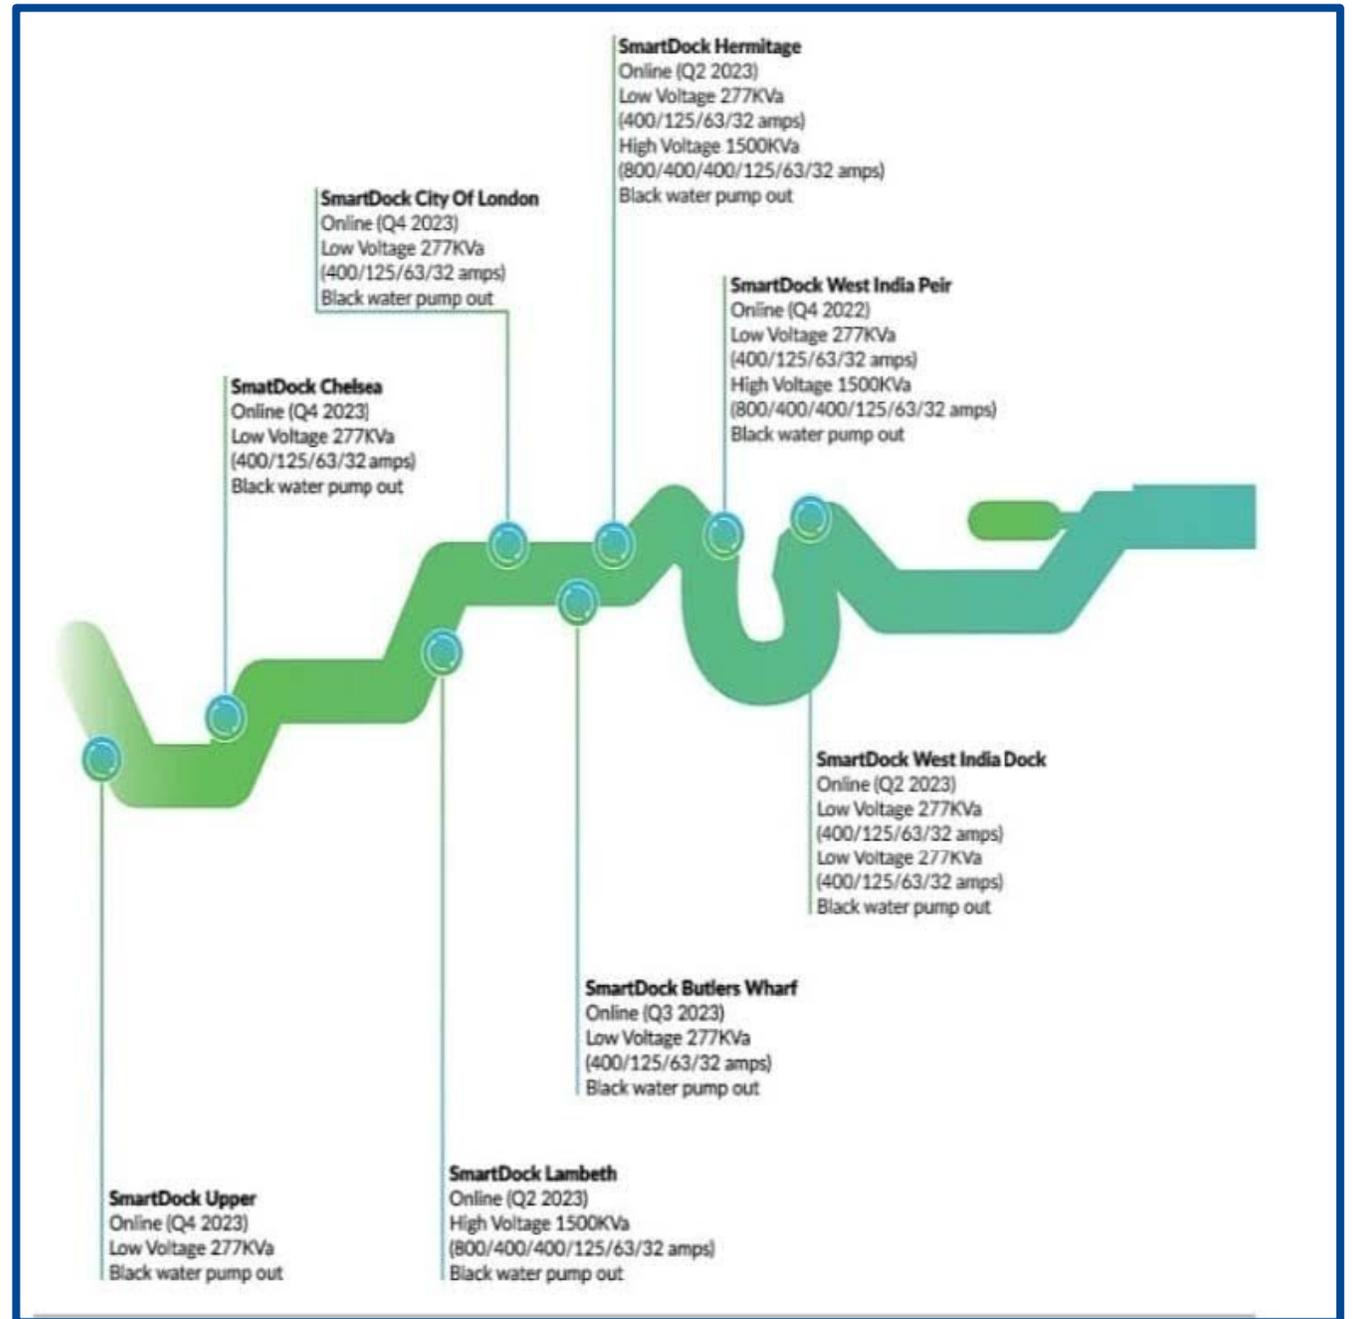 SmartDock Hermitage
Online (Q2 2023)
Low Voltage 277KVa
(400/125/63/32 amps)
High Voltage 1500KVa
(800/400/400/125/63/32 amps)
Black water pump out
SmartDock City Of London
Online (Q4 2023)
Low Voltage 277KVa
(400/125/63/32 amps)
Black water pump out
SmartDock West India Peir
Online (Q4 2022)
Low Voltage 277KVa
(400/125/63/32 amps)
High Voltage 1500KVa
(800/400/400/125/63/32 amps)
Black water pump out
SmatDock Chelsea
Online (Q4 2023)
Low Voltage 277KVa
(400/125/63/32 amps)
Black water pump out
SmartDock West India Dock
Online (Q2 2023)
Low Voltage 277KVa
(400/125/63/32 amps)
Low Voltage 277KVa
(400/125/63/32 amps)
Black water pump out
SmartDock Butlers Wharf
Online (Q3 2023)
Low Voltage 277KVa
(400/125/63/32 amps)
Black water pump out
SmartDock Lambeth
Online (Q2 2023)
High Voltage 1500KVa
(800/400/400/125/63/32 amps)
Black water pump out
SmartDock Upper
Online (Q4 2023)
Low Voltage 277KVa
Black water pump out